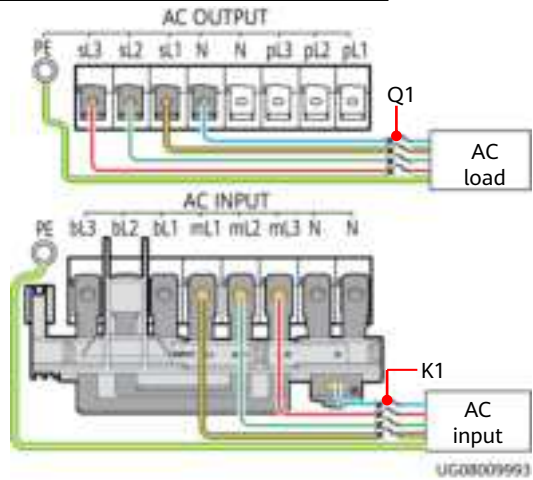 AC OUTPUT
PE sL3 sL2 sL1 N N pL3 pL2 pL1
Q1
AC
load
AC INPUT
PE bL3 bL2 bL1 mL1 mL2 mL3 N N
K1
AC
input
UG08009993